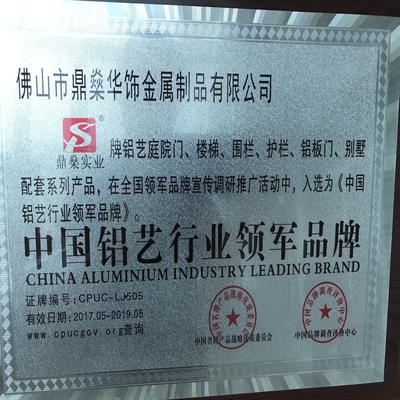 佛山市鼎燊华饰金属制品有限公司
S®
鼎燊实业
牌铝艺庭院门、楼梯、围栏、护栏、铝板门、别墅
配套系列产品，在全国领军品牌宣传调研推广活动中，入选为《中国
铝艺行业领军品牌》。
中国铝艺行业领军品牌
CHINA ALUMINIUM INDUSTRY LEADING BRAND
证牌编号：CPUC-LJ505
有效日期：2017.05-2019.05
www.cpucgov.org查询
中国名牌产品战略推进委员会
中国品牌调查评价中心